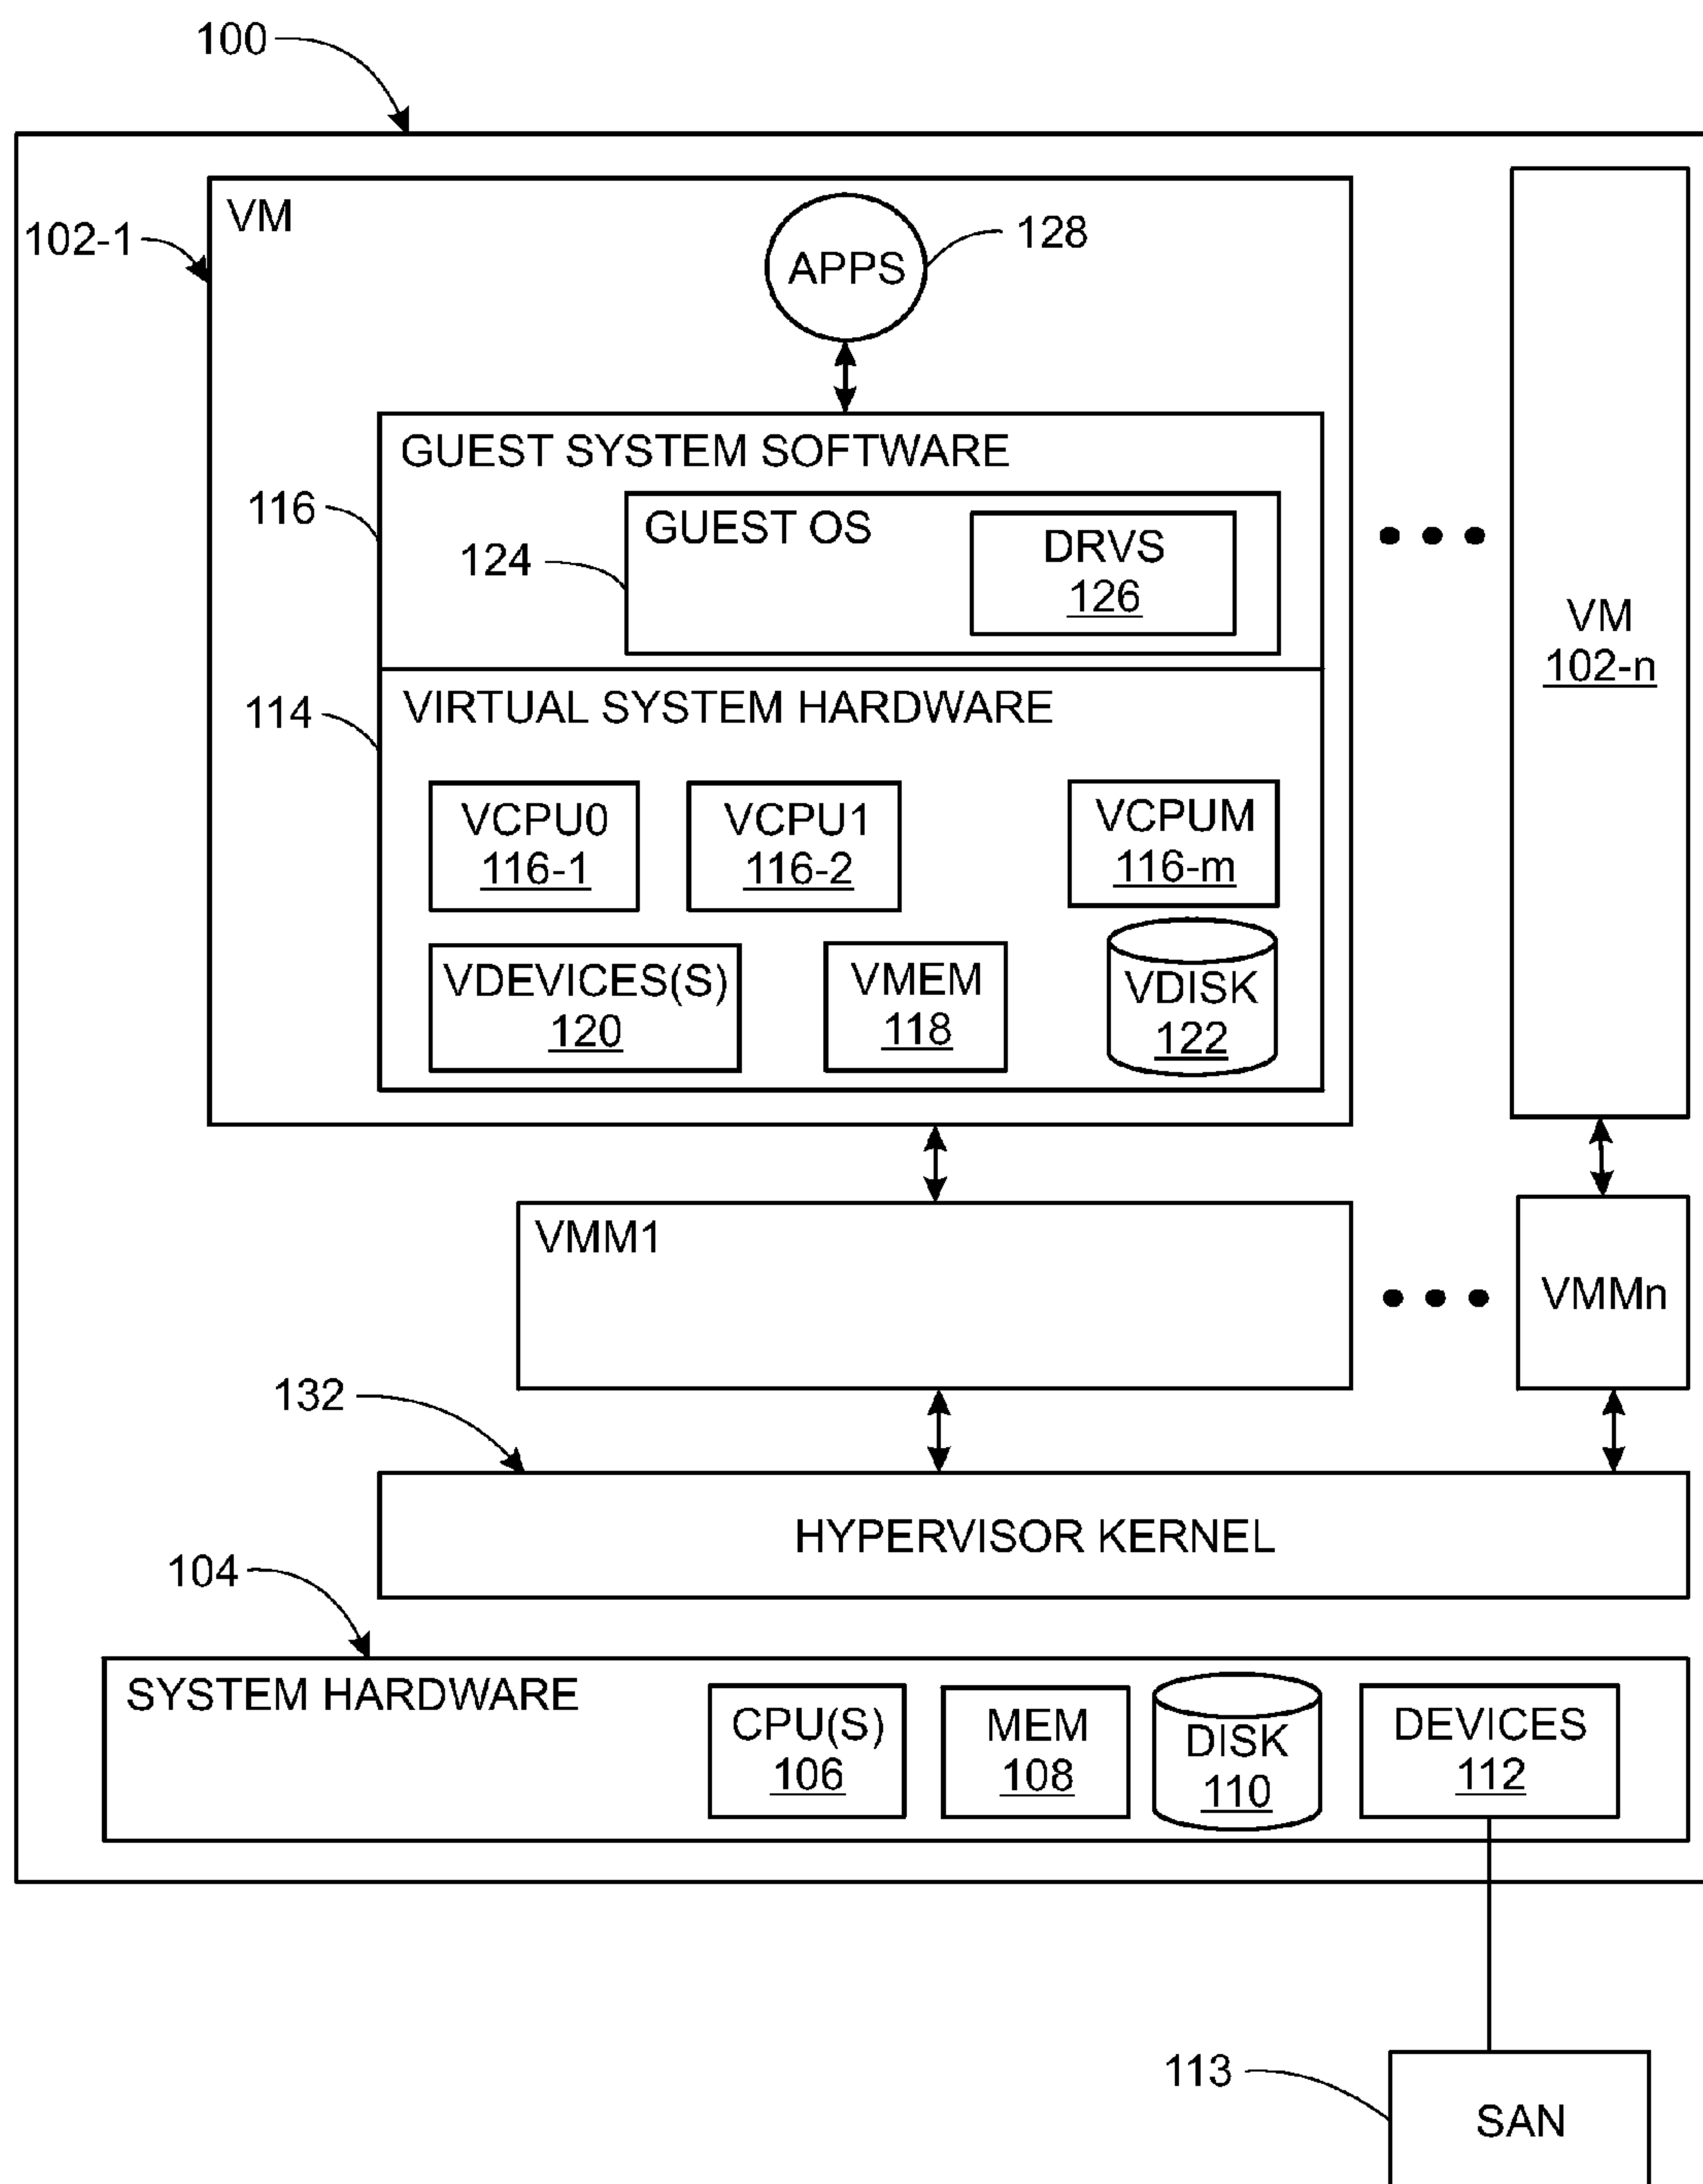 100
VM
102-1
APPS
128
GUEST SYSTEM SOFTWARE
116
GUEST OS
124
DRVS
126
VM
102-n
114
VIRTUAL SYSTEM HARDWARE
VCPU0
116-1
VCPU1
116-2
VCPUM
116-m
VDEVICES(S)
120
VMEM
118
VDISK
122
VMM1
VMMn
132
HYPERVISOR KERNEL
104
SYSTEM HARDWARE
CPU(S)
106
MEM
108
DISK
110
DEVICES
112
113
SAN